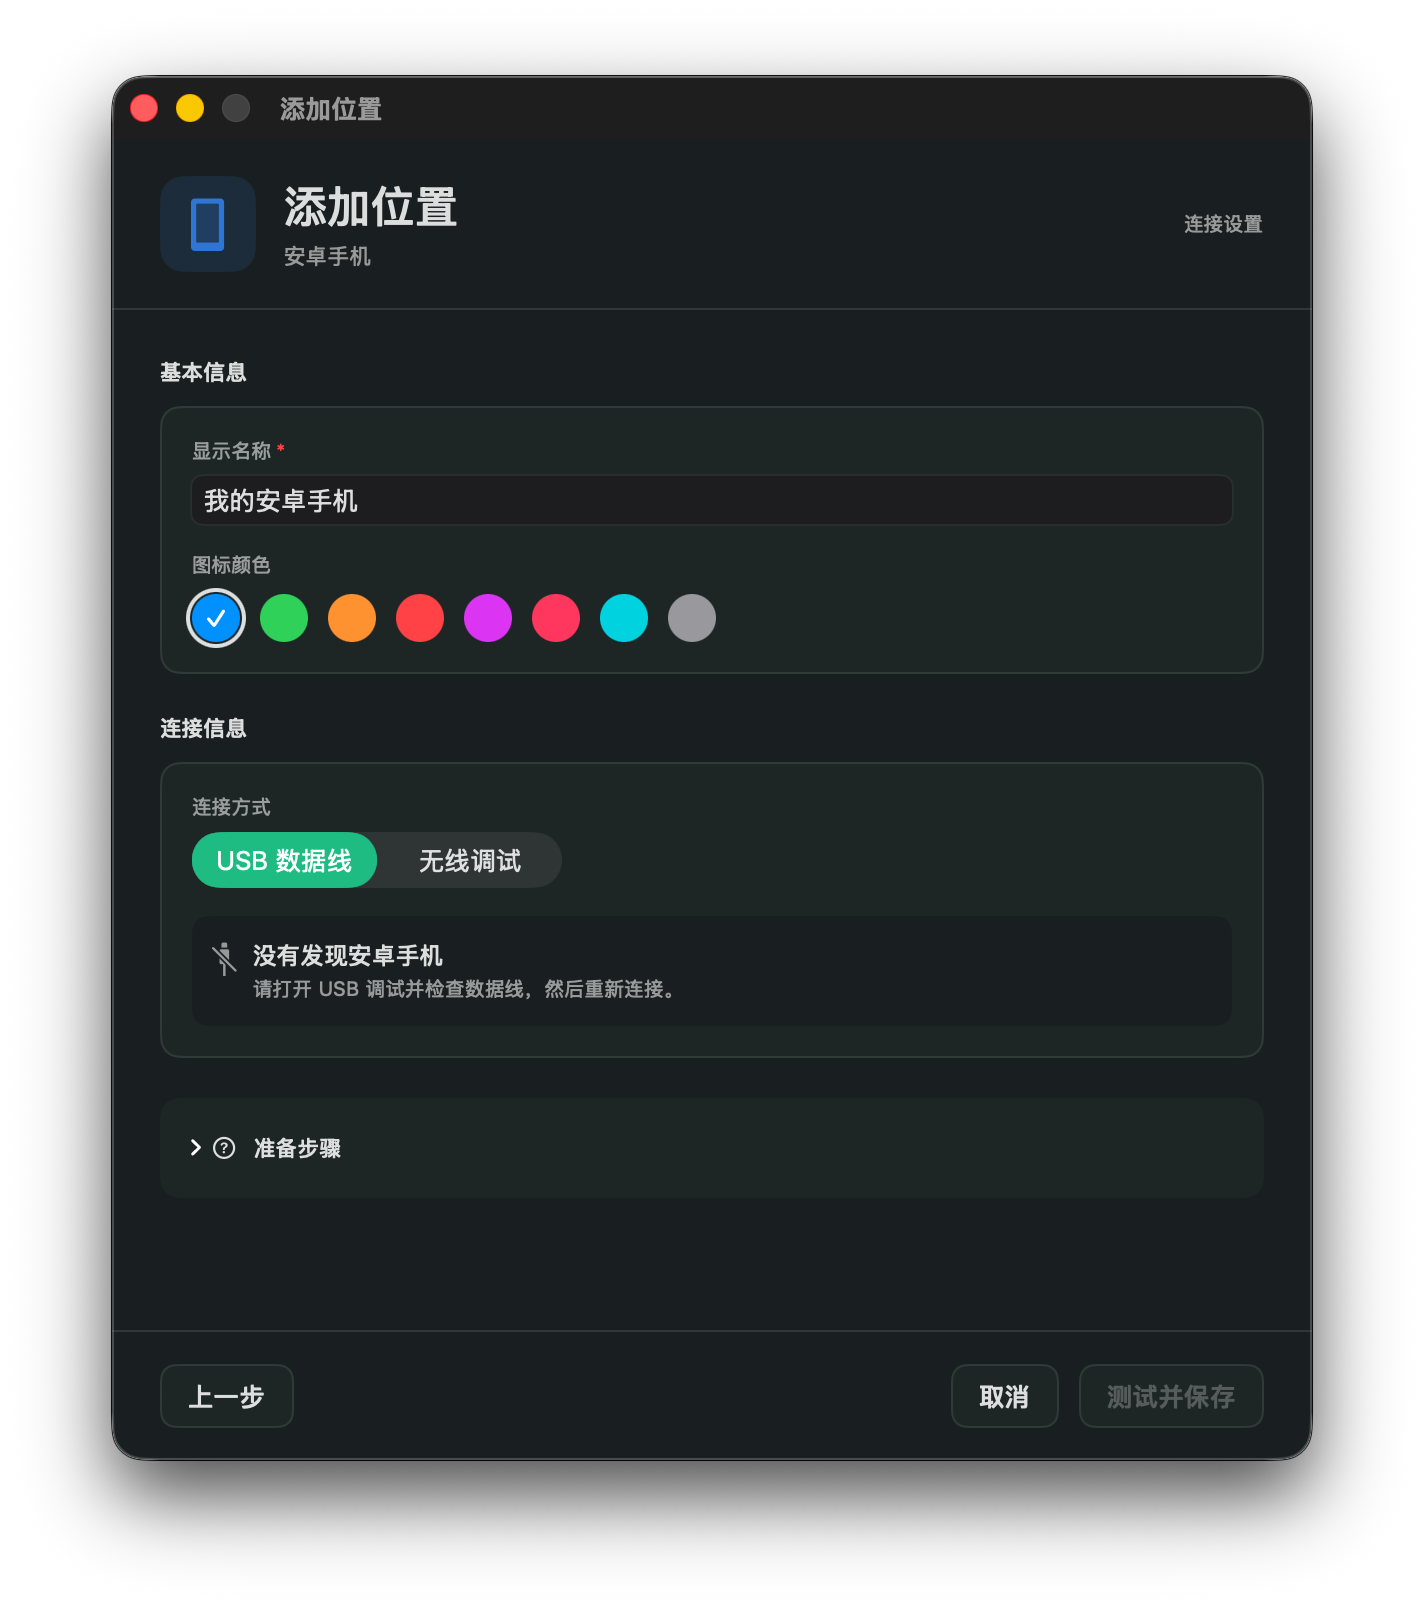 添加位置
添加位置
安卓手机
连接设置
基本信息
显示名称 *
我的安卓手机
图标颜色
连接信息
连接方式
USB 数据线
无线调试
没有发现安卓手机
请打开 USB 调试并检查数据线，然后重新连接。
? 准备步骤
上一步
取消
测试并保存